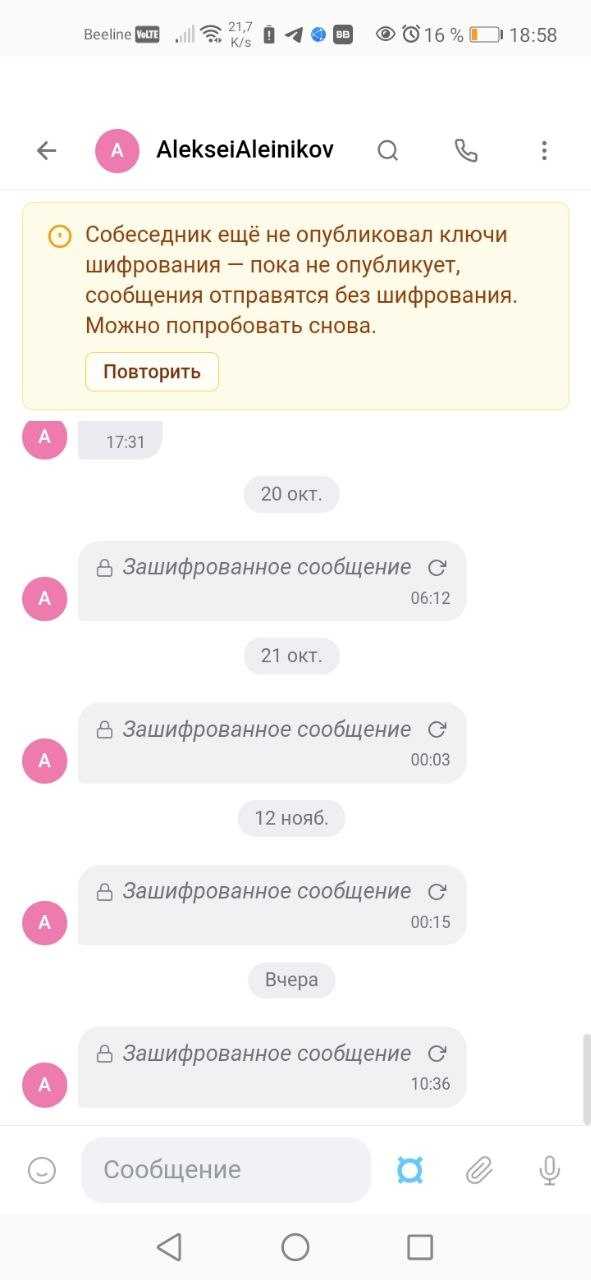 Beeline VoLTE 21,7 K/s BB 16 % 18:58
A AlekseiAleinikov
Собеседник ещё не опубликовал ключи
шифрования — пока не опубликует,
сообщения отправятся без шифрования.
Можно попробовать снова.
Повторить
A 17:31
20 окт.
Зашифрованное сообщение
A 06:12
21 окт.
Зашифрованное сообщение
A 00:03
12 нояб.
Зашифрованное сообщение
A 00:15
Вчера
Зашифрованное сообщение
A 10:36
Сообщение